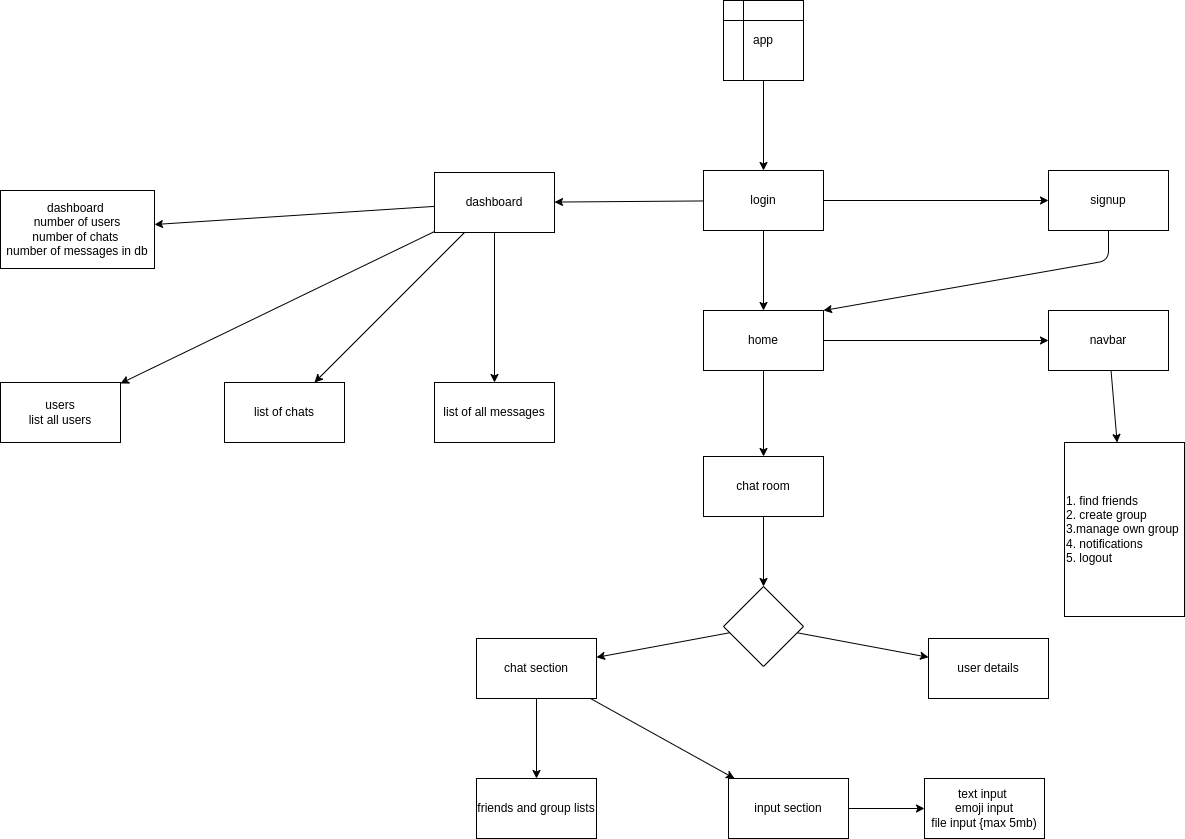 app
dashboard
login
signup
dashboard
number of users
number of chats
number of messages in db
home
navbar
users
list all users
list of chats
list of all messages
chat room
1. find friends
2. create group
3.manage own group
4. notifications
5. logout
chat section
user details
friends and group lists
input section
text input
emoji input
file input {max 5mb)